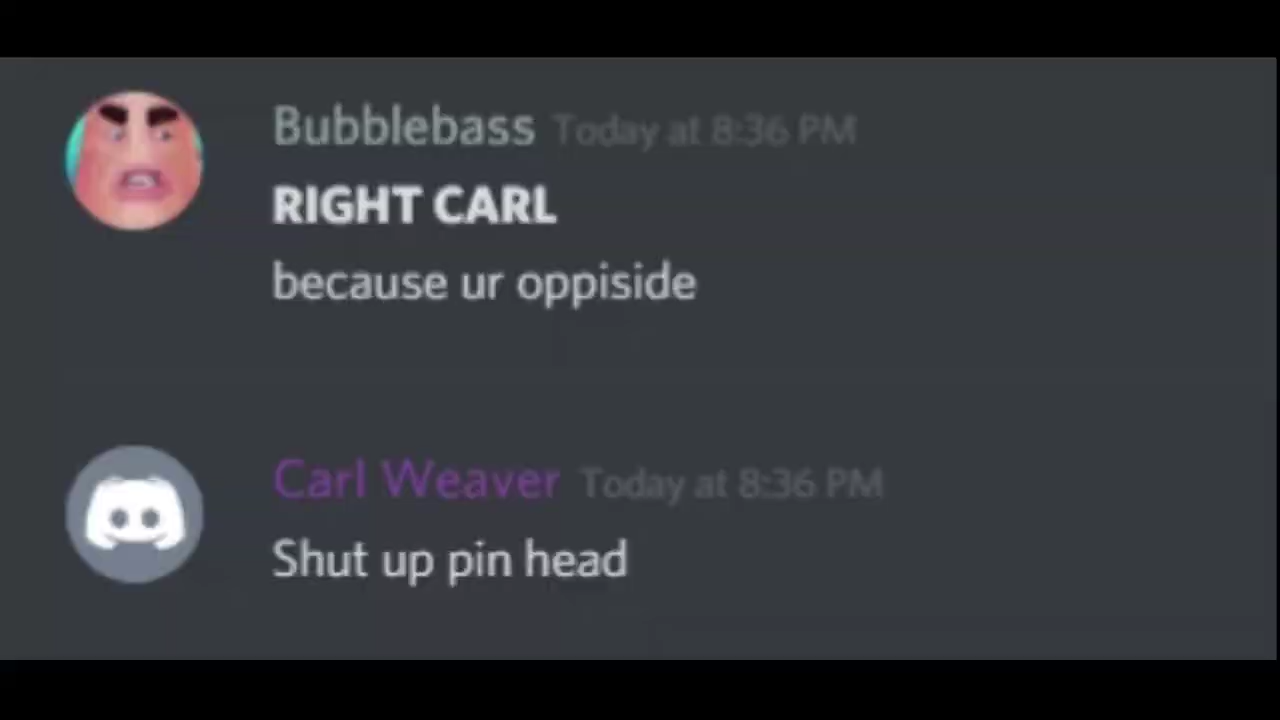 Bubblebass Today at 8:36 PM
RIGHT CARL
because ur oppiside
Carl Weaver Today at 8:36 PM
Shut up pin head